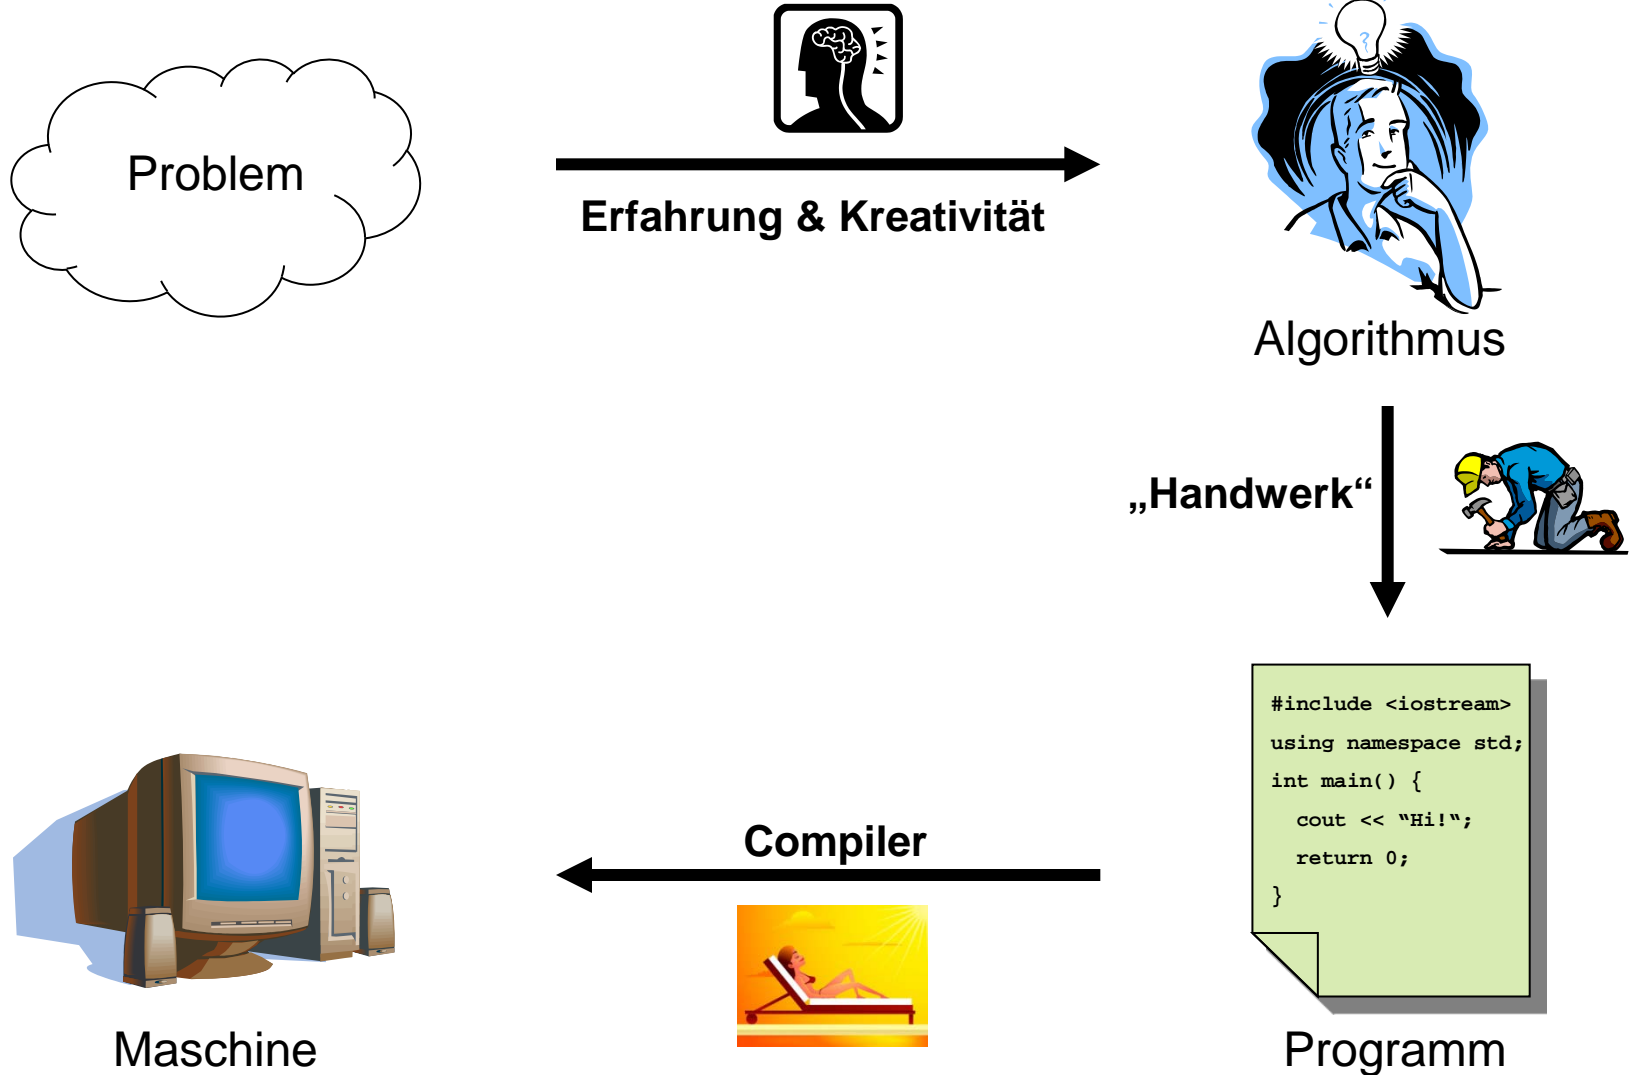 Problem
Erfahrung & Kreativität
?
Algorithmus
„Handwerk“
#include <iostream>
using namespace std;
int main() {
cout << “Hi!“;
return 0;
}
Compiler
Maschine
Programm